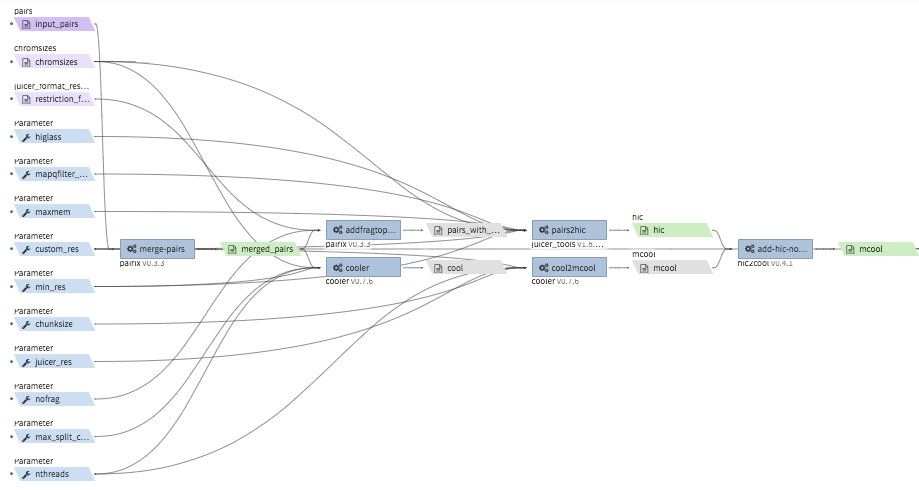 pairs
input_pairs
chromsizes
chromsizes
juicer_format_res...
restriction_f...
Parameter
higlass
Parameter
mapqfilter_...
Parameter
maxmem
Parameter
custom_res
merge-pairs
pairix v0.3.3
merged_pairs
addfragtop...
pairix v0.3.3
pairs_with_...
pairs2hic
juicer_tools v1.8....
hic
hic
cooler
cooler v0.7.6
cool
cool2mcool
cooler v0.7.6
mcool
mcool
add-hic-no...
hic2cool v0.4.1
mcool
Parameter
min_res
Parameter
chunksize
Parameter
juicer_res
Parameter
nofrag
Parameter
max_split_c...
Parameter
nthreads